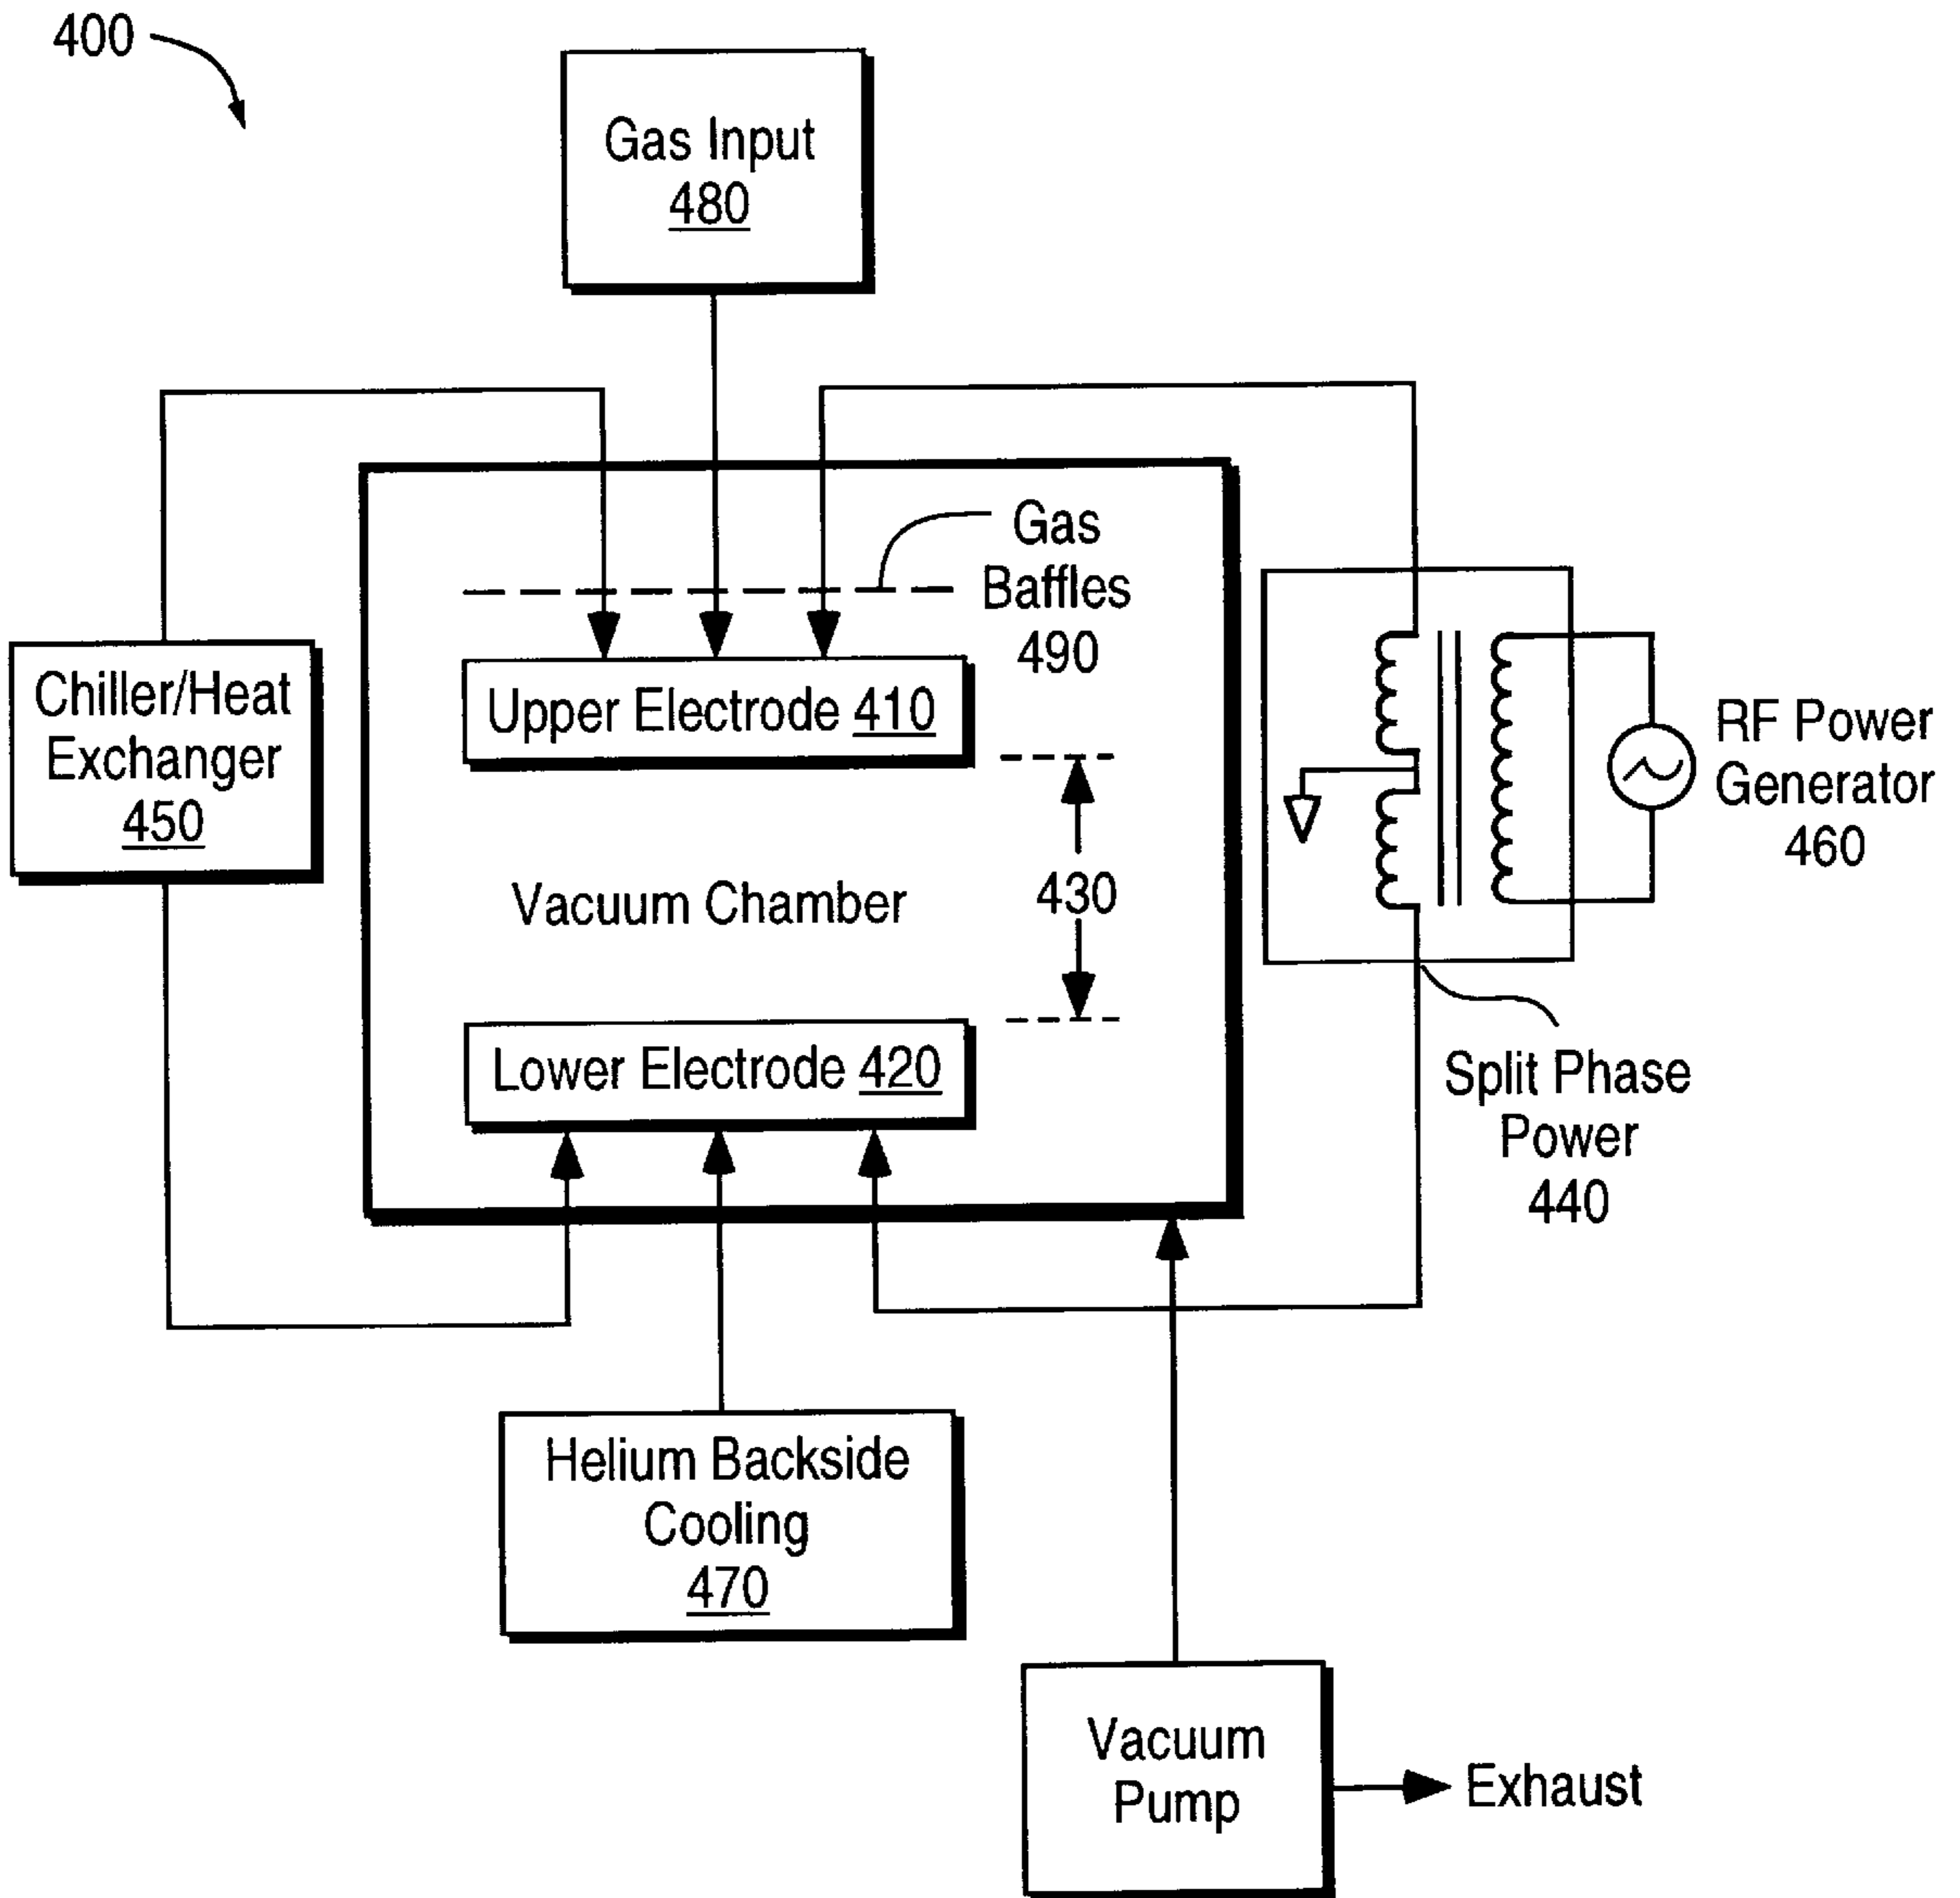 400
Gas Input
480
Gas
Baffles
490
Upper Electrode 410
Chiller/Heat
Exchanger
450
RF Power
Generator
460
Vacuum Chamber
430
Lower Electrode 420
Split Phase
Power
440
Helium Backside
Cooling
470
Vacuum
Pump
Exhaust